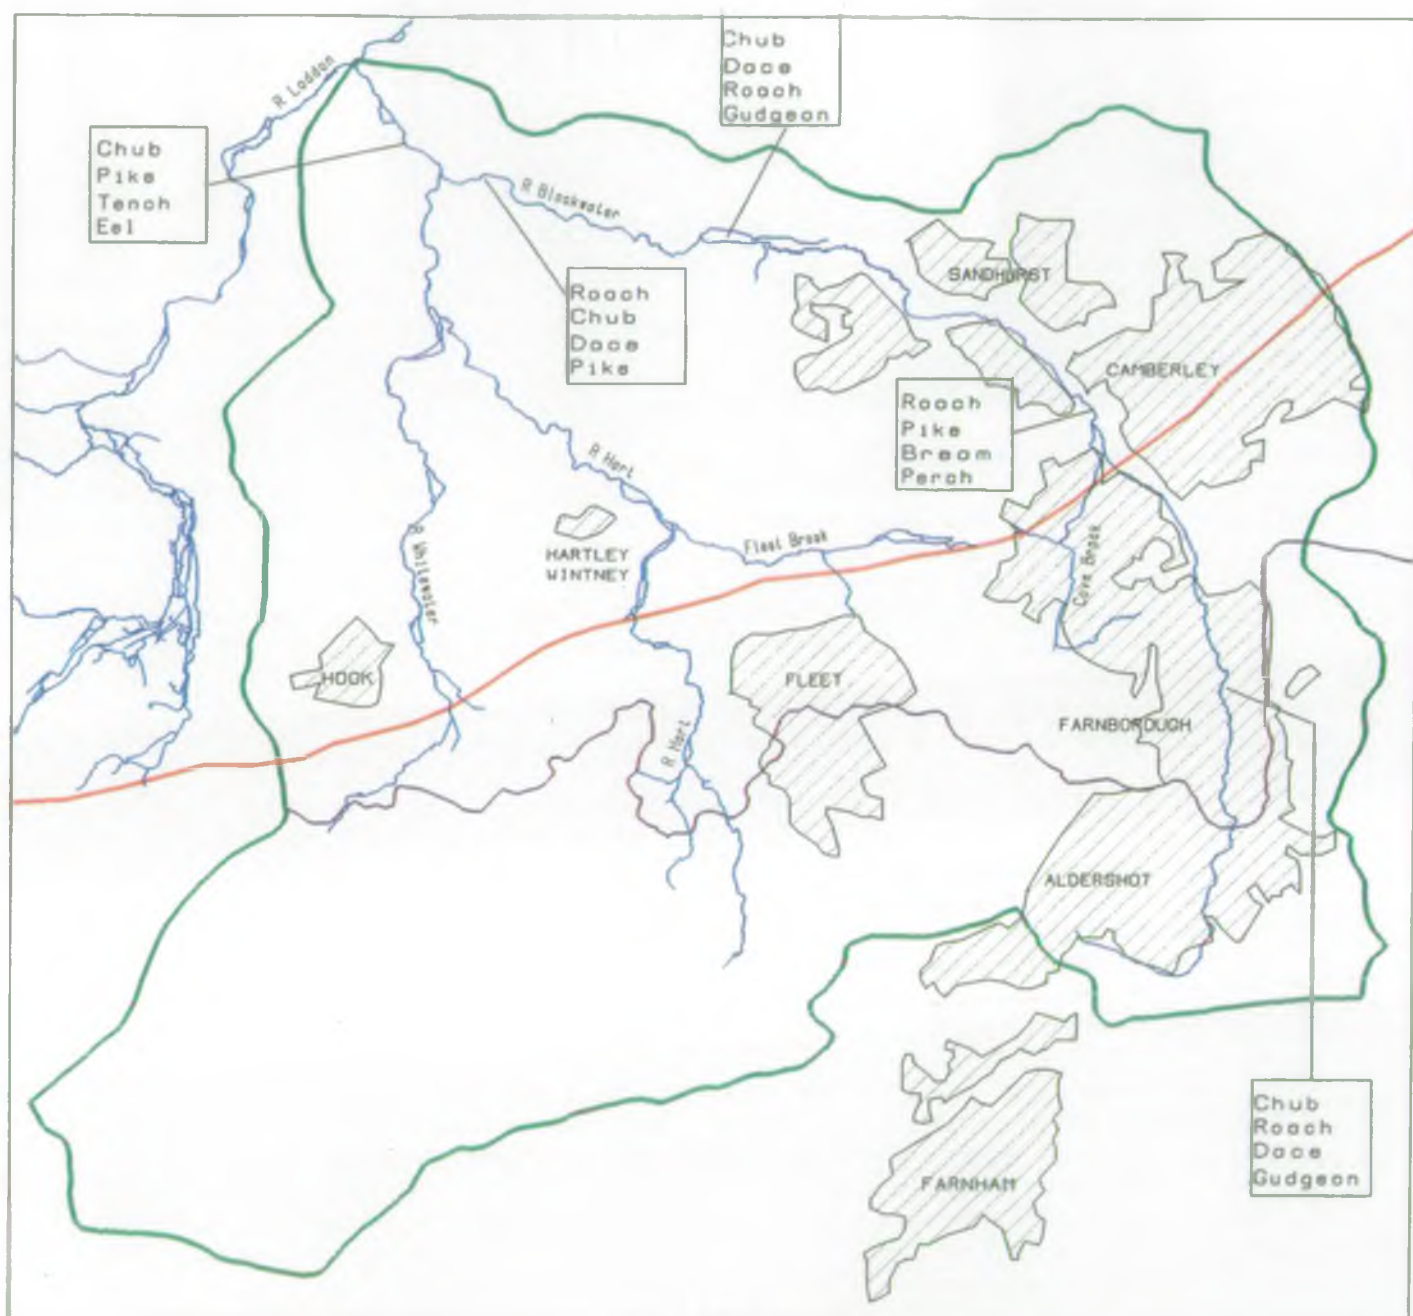 Chub
Dace
Roach
Gudgeon
R Loddon
Chub
Pike
Tench
Eel
R Blackwater
SANDHURST
Roach
Chub
Dace
Pike
CAMBERLEY
Roach
Pike
Bream
Perch
R Hart
R Whitewater
HARTLEY
WINTNEY
Fleet Brook
Cove Brook
HOOK
FLEET
FARNBOROUGH
R Hart
ALDERSHOT
Chub
Roach
Dace
Gudgeon
FARNHAM